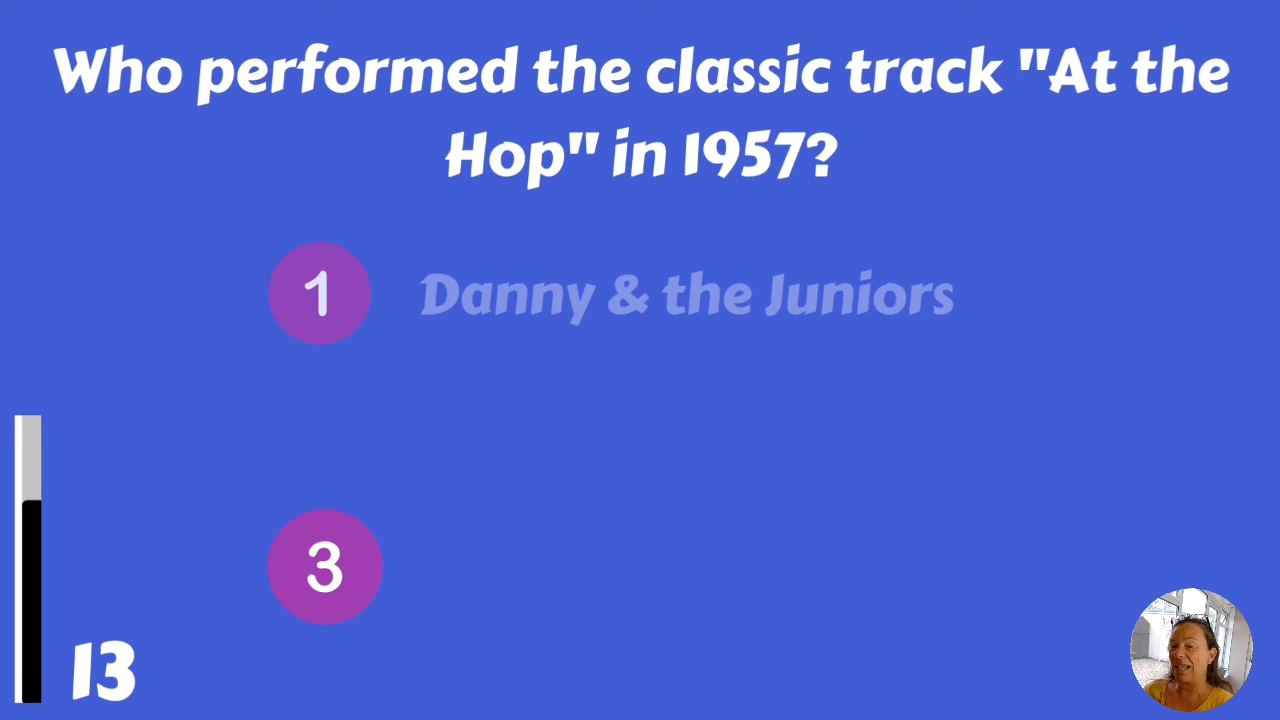 Who performed the classic track "At the
Hop" in 1957?
1 Danny & the Juniors
3
13